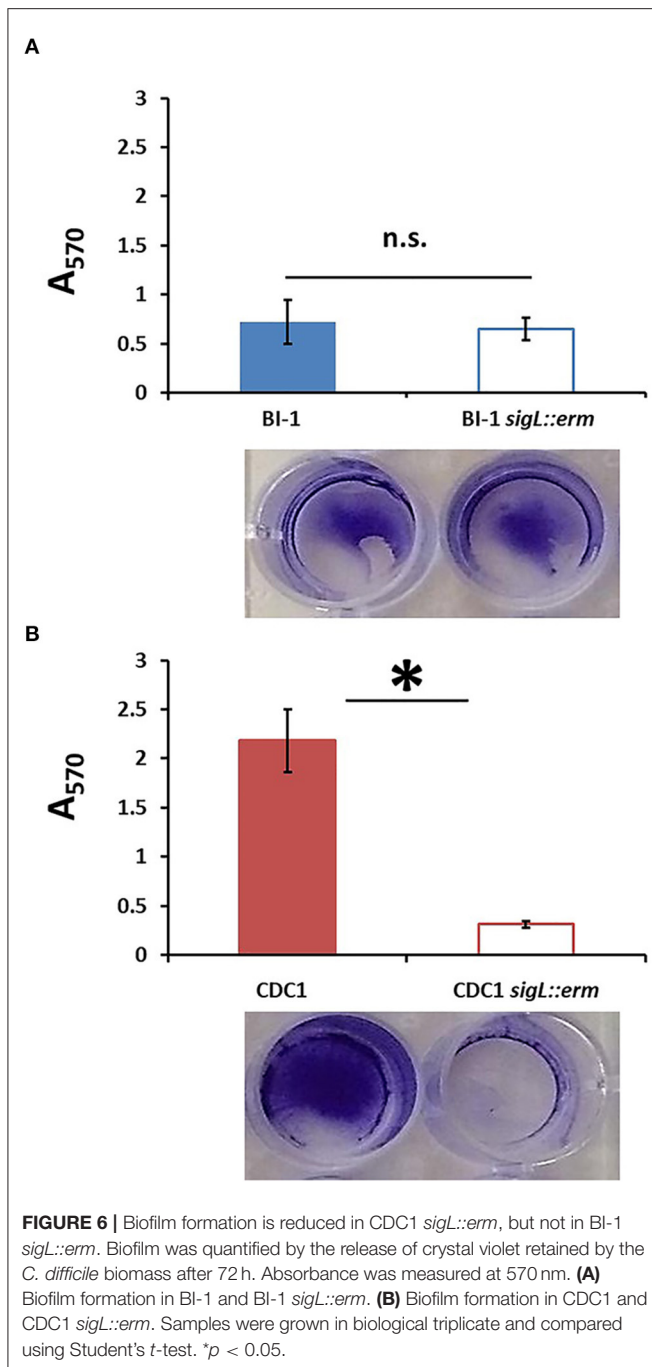 A
3
2.5
2
1.5
1
0.5
0
A570
n.s.
BI-1 BI-1 sigL::erm
B
3
2.5
2
1.5
1
0.5
0
A570
*
CDC1 CDC1 sigL::erm
FIGURE 6 | Biofilm formation is reduced in CDC1 sigL::erm, but not in BI-1
sigL::erm. Biofilm was quantified by the release of crystal violet retained by the
C. difficile biomass after 72 h. Absorbance was measured at 570 nm. (A)
Biofilm formation in BI-1 and BI-1 sigL::erm. (B) Biofilm formation in CDC1 and
CDC1 sigL::erm. Samples were grown in biological triplicate and compared
using Student's t-test. *p < 0.05.